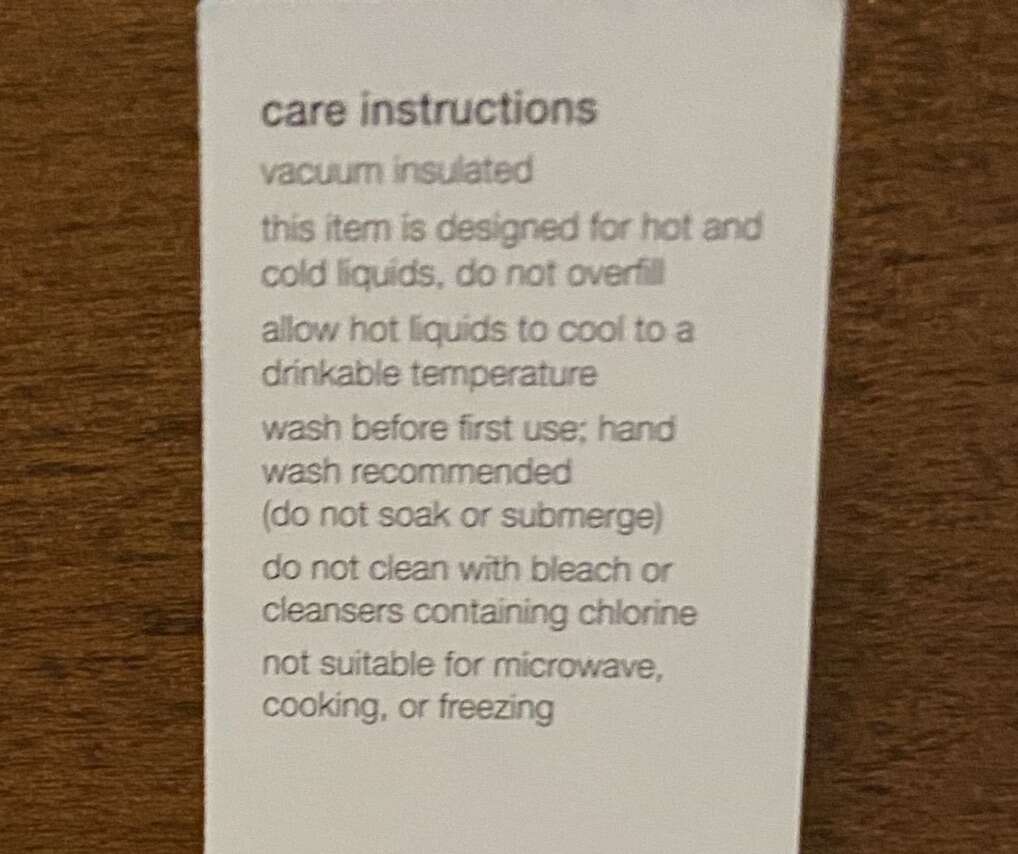 care instructions
vacuum insulated
this item is designed for hot and
cold liquids, do not overfill
allow hot liquids to cool to a
drinkable temperature
wash before first use; hand
wash recommended
(do not soak or submerge)
do not clean with bleach or
cleansers containing chlorine
not suitable for microwave,
cooking, or freezing